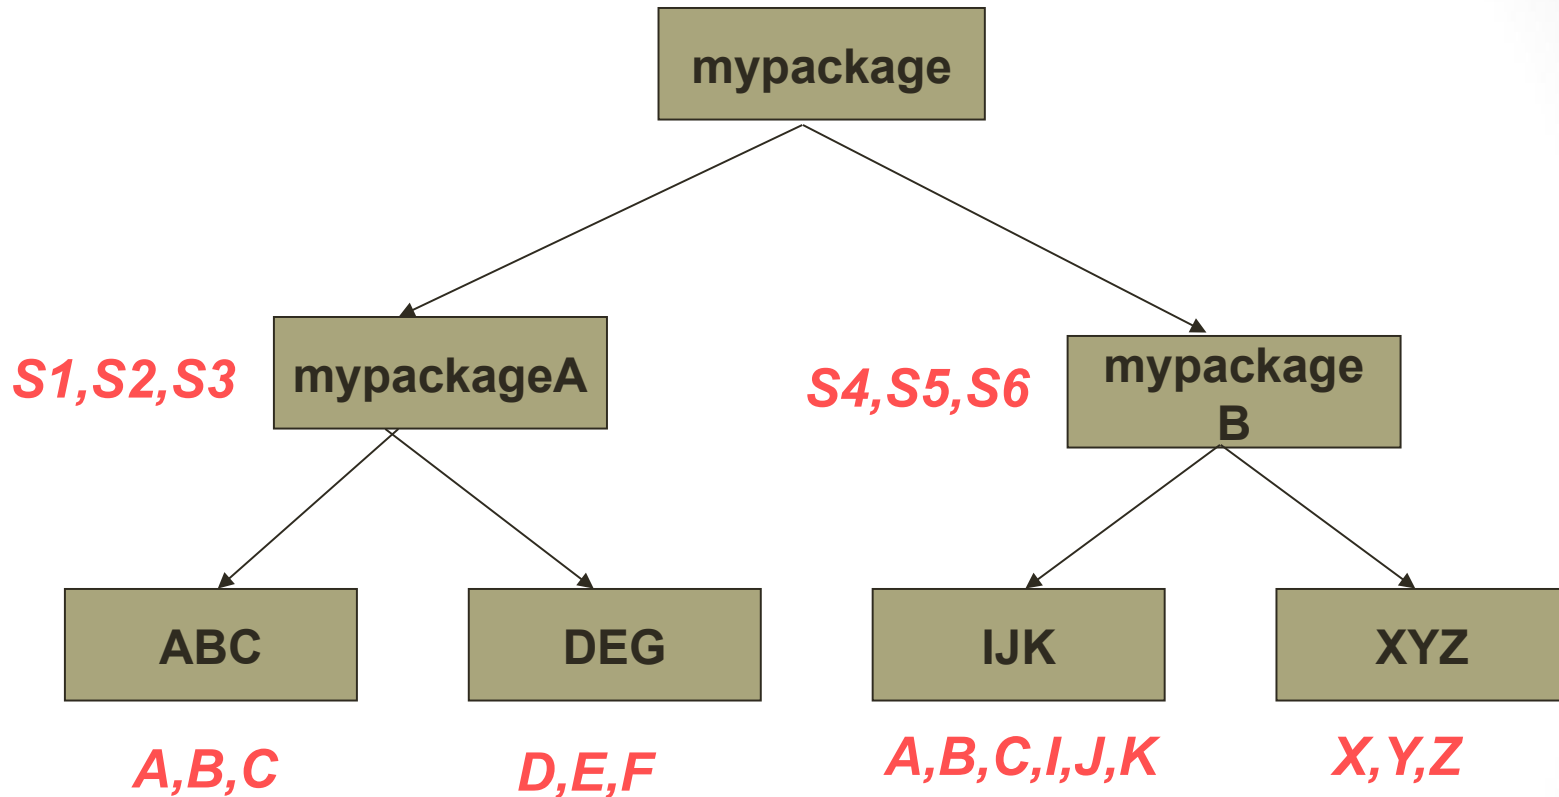 mypackage
S1,S2,S3
mypackageA
S4,S5,S6
mypackage
B
ABC
DEG
IJK
XYZ
A,B,C
D,E,F
A,B,C,I,J,K
X,Y,Z